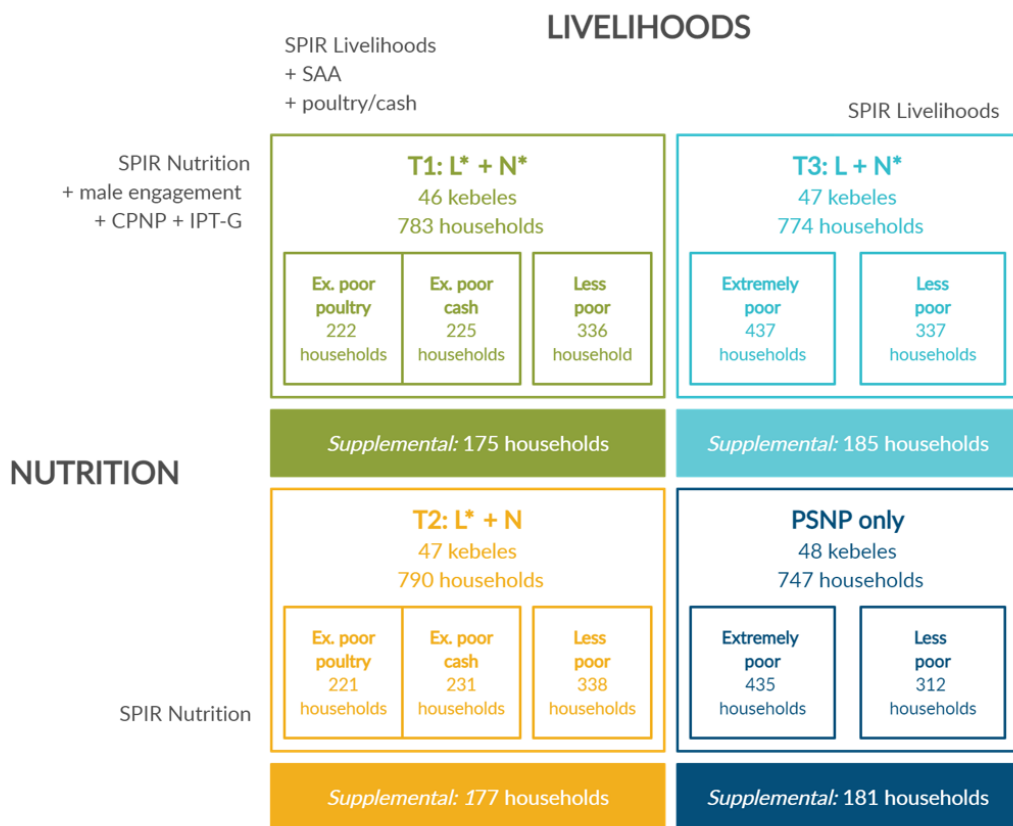 LIVELIHOODS
SPIR Livelihoods
+ SAA
+ poultry/cash
SPIR Livelihoods
SPIR Nutrition
+ male engagement
+ CPNP + IPT-G
T1: L* + N*
46 kebeles
783 households
Ex. poor
poultry
222
households
Ex. poor
cash
225
households
Less
poor
336
household
Supplemental: 175 households
T3: L + N*
47 kebeles
774 households
Extremely
poor
437
households
Less
poor
337
households
Supplemental: 185 households
NUTRITION
SPIR Nutrition
T2: L* + N
47 kebeles
790 households
Ex. poor
poultry
221
households
Ex. poor
cash
231
households
Less
poor
338
households
Supplemental: 177 households
PSNP only
48 kebeles
747 households
Extremely
poor
435
households
Less
poor
312
households
Supplemental: 181 households